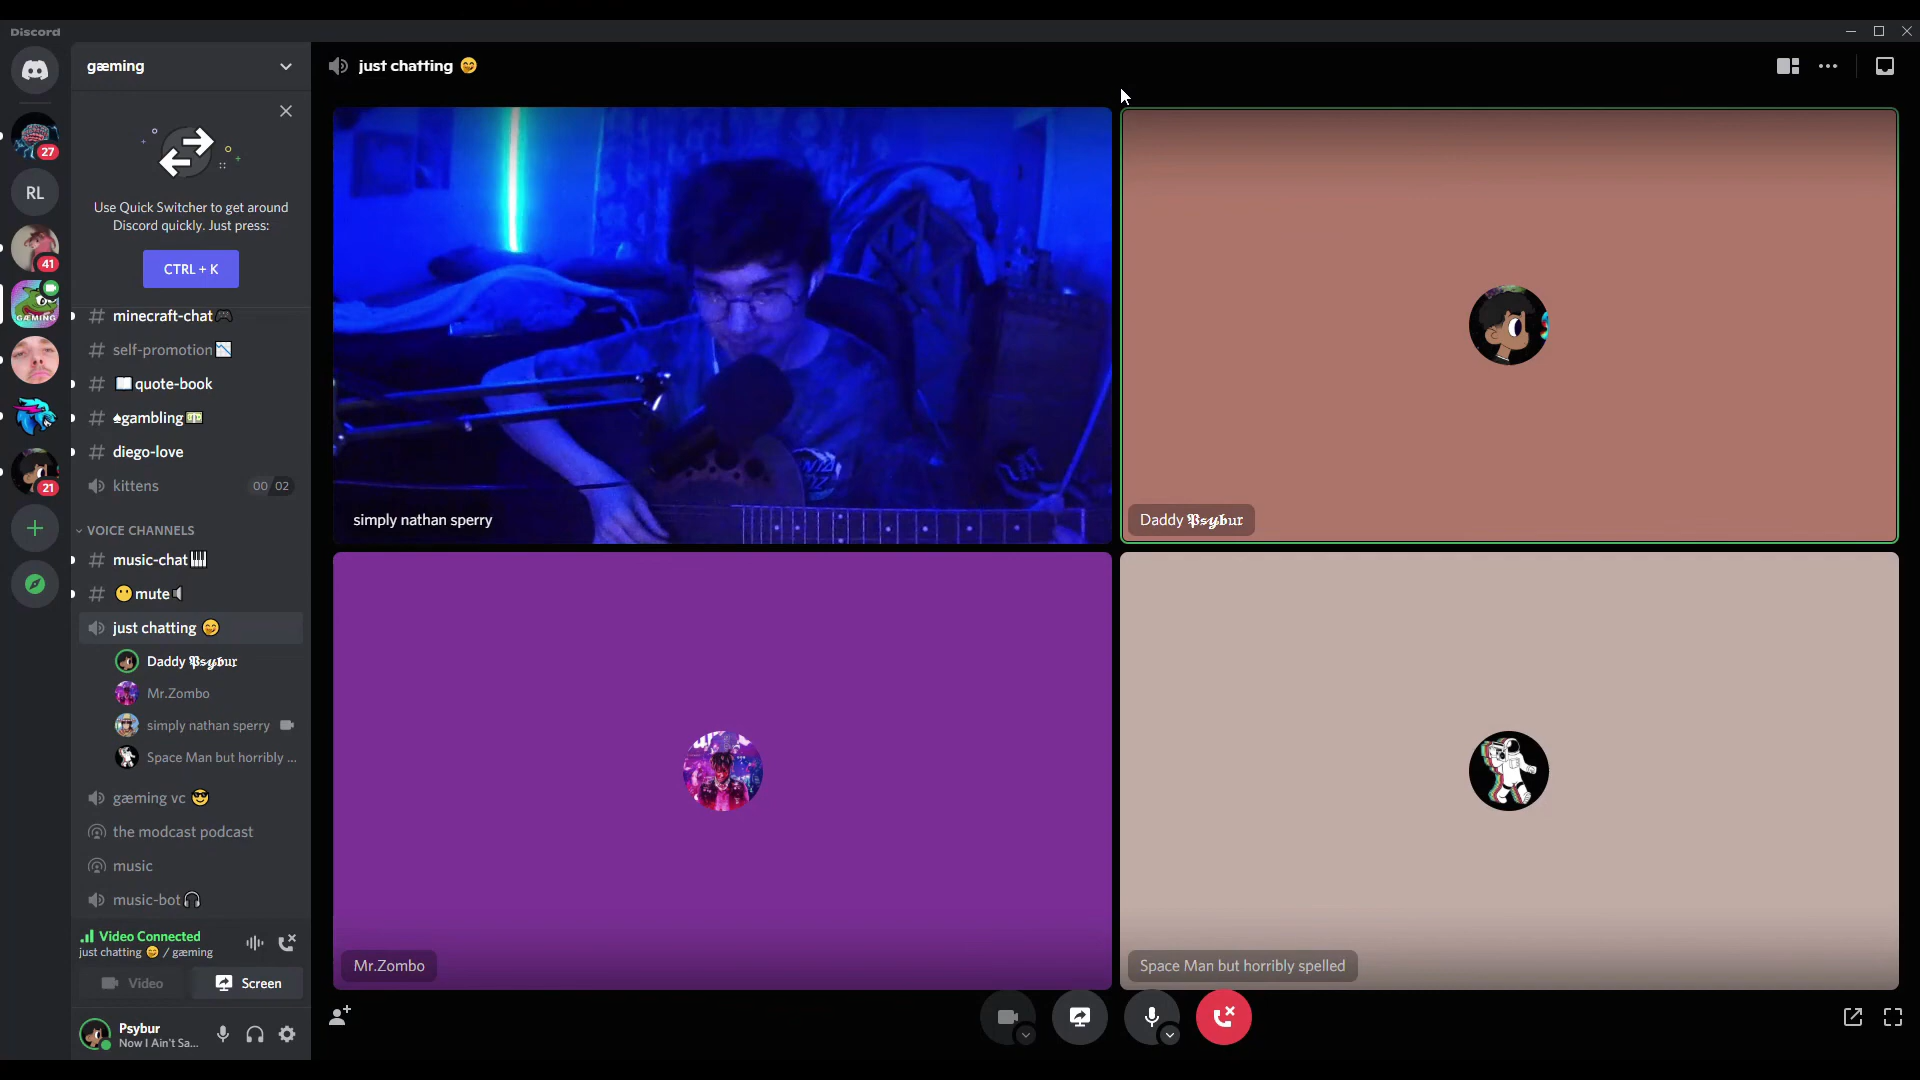 Discord
gæming
just chatting 😊
27
RL
41
GÆMING
21
Use Quick Switcher to get around
Discord quickly. Just press:
CTRL + K
minecraft-chat🎮
self-promotion📉
📖quote-book
♠gambling💵
diego-love
kittens
00 02
VOICE CHANNELS
music-chat🎹
😶mute🔈
just chatting 😊
Daddy 𝕻𝓼𝔂𝖇𝖚𝖗
Mr.Zombo
simply nathan sperry
Space Man but horribly ...
gæming vc 😎
the modcast podcast
music
music-bot🎧
Video Connected
just chatting 😊 / gæming
Video
Screen
Psybur
Now I Ain't Sa...
simply nathan sperry
Daddy 𝕻𝓼𝔂𝖇𝖚𝖗
Mr.Zombo
Space Man but horribly spelled